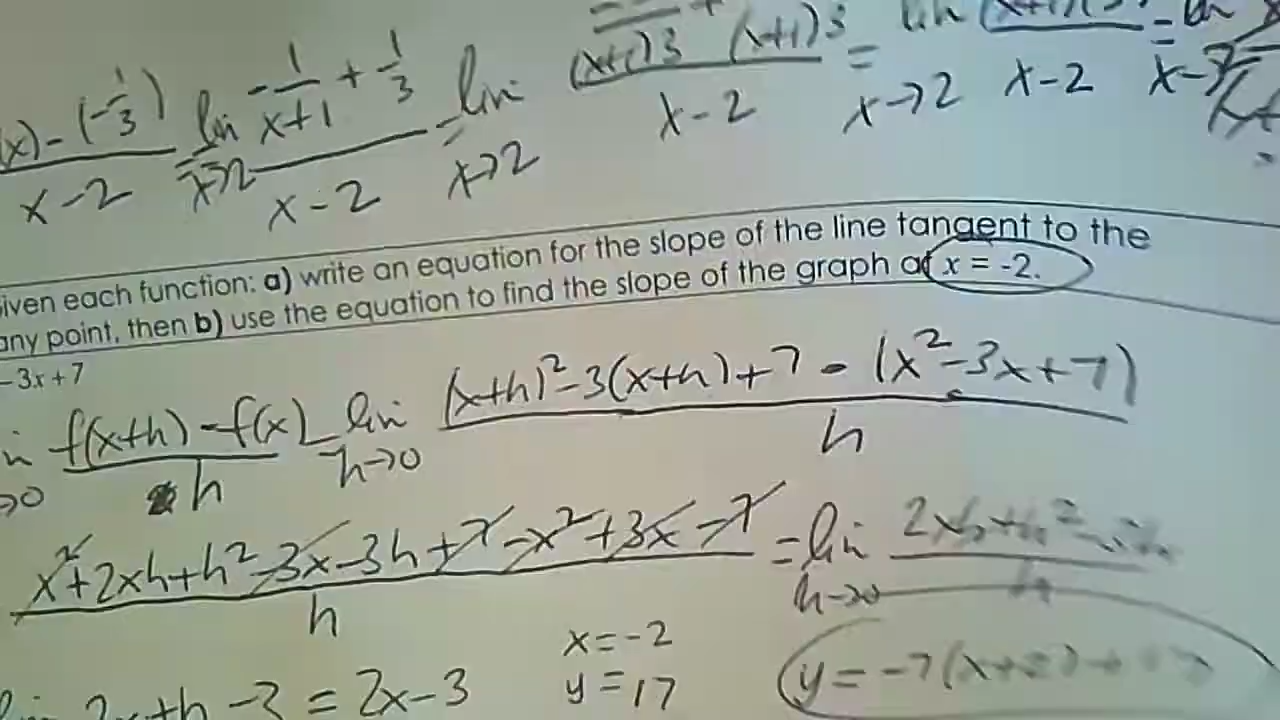 x) - (-1/3) / x - 2 = lim x→2 (-1/(x+1) + 1/3) / x - 2 = lim x→2 (x+1)3 (x+1)3 / x - 2 = lim x→2 / x - 2 = lim
iven each function: a) write an equation for the slope of the line tangent to the
any point, then b) use the equation to find the slope of the graph at x = -2.
- 3x + 7
f(x+h) - f(x) / h = lim h→0 (x+h)² - 3(x+h) + 7 - (x² - 3x + 7) / h
x² + 2xh + h² - 3x - 3h + 7 - x² + 3x - 7 / h = lim h→0 2xh + h² / h
x = -2
y = 17
y = -7(x+2) +
2x + h - 3 = 2x - 3